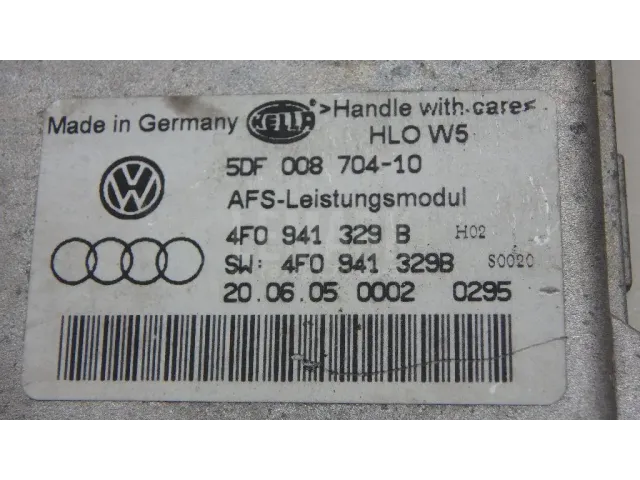 Made in Germany HELLA >Handle with care<
HLO W5
5DF 008 704-10
AFS-Leistungsmodul
4F0 941 329 B H02
SW: 4F0 941 329B S0020
20.06.05 0002 0295